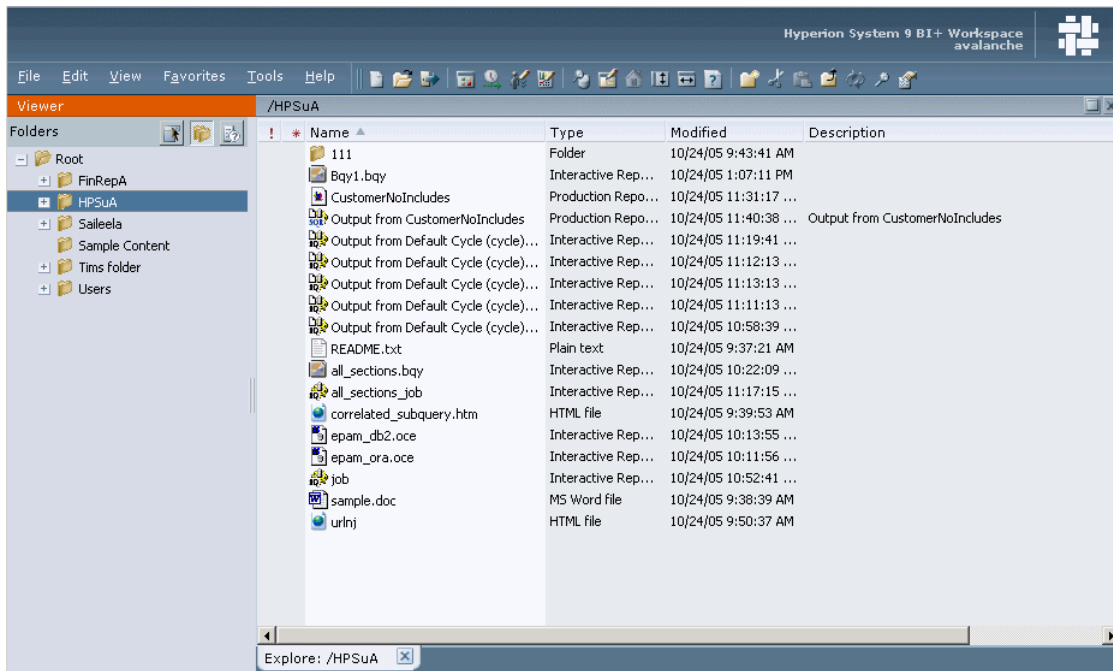 Hyperion System 9 BI+ Workspace
avalanche
File Edit View Favorites Tools Help
Viewer
/HPSuA
Folders
Root
FinRepA
HPSuA
Saileela
Sample Content
Tims folder
Users
! * Name Type Modified Description
111 Folder 10/24/05 9:43:41 AM
Bqy1.bqy Interactive Rep... 10/24/05 1:07:11 PM
CustomerNoIncludes Production Repo... 10/24/05 11:31:17 ...
Output from CustomerNoIncludes Production Repo... 10/24/05 11:40:38 ... Output from CustomerNoIncludes
Output from Default Cycle (cycle)... Interactive Rep... 10/24/05 11:19:41 ...
Output from Default Cycle (cycle)... Interactive Rep... 10/24/05 11:12:13 ...
Output from Default Cycle (cycle)... Interactive Rep... 10/24/05 11:13:13 ...
Output from Default Cycle (cycle)... Interactive Rep... 10/24/05 11:11:13 ...
Output from Default Cycle (cycle)... Interactive Rep... 10/24/05 10:58:39 ...
README.txt Plain text 10/24/05 9:37:21 AM
all_sections.bqy Interactive Rep... 10/24/05 10:22:09 ...
all_sections_job Interactive Rep... 10/24/05 11:17:15 ...
correlated_subquery.htm HTML file 10/24/05 9:39:53 AM
epam_db2.oce Interactive Rep... 10/24/05 10:13:55 ...
epam_ora.oce Interactive Rep... 10/24/05 10:11:56 ...
job Interactive Rep... 10/24/05 10:52:41 ...
sample.doc MS Word file 10/24/05 9:38:39 AM
urlnj HTML file 10/24/05 9:50:37 AM
Explore: /HPSuA